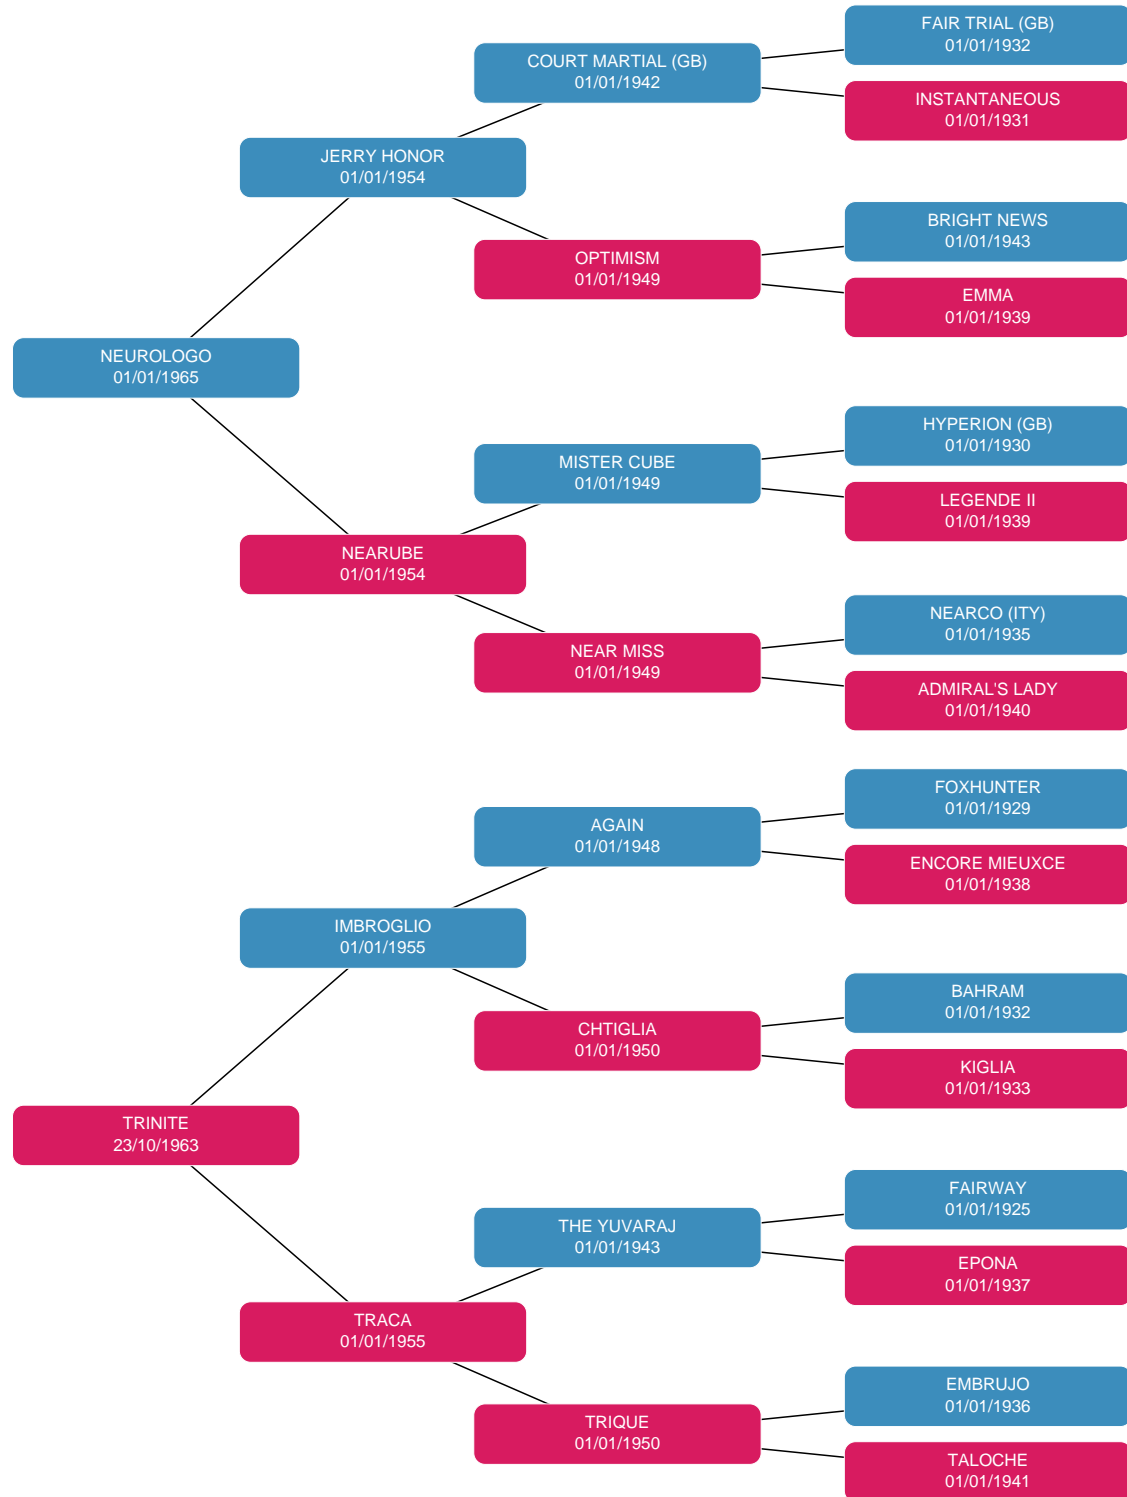 FAIR TRIAL (GB)
01/01/1932
COURT MARTIAL (GB)
01/01/1942
INSTANTANEOUS
01/01/1931
JERRY HONOR
01/01/1954
BRIGHT NEWS
01/01/1943
OPTIMISM
01/01/1949
EMMA
01/01/1939
NEUROLOGO
01/01/1965
HYPERION (GB)
01/01/1930
MISTER CUBE
01/01/1949
LEGENDE II
01/01/1939
NEARUBE
01/01/1954
NEARCO (ITY)
01/01/1935
NEAR MISS
01/01/1949
ADMIRAL'S LADY
01/01/1940
FOXHUNTER
01/01/1929
AGAIN
01/01/1948
ENCORE MIEUXCE
01/01/1938
IMBROGLIO
01/01/1955
BAHRAM
01/01/1932
CHTIGLIA
01/01/1950
KIGLIA
01/01/1933
TRINITE
23/10/1963
FAIRWAY
01/01/1925
THE YUVARAJ
01/01/1943
EPONA
01/01/1937
TRACA
01/01/1955
EMBRUJO
01/01/1936
TRIQUE
01/01/1950
TALOCHE
01/01/1941